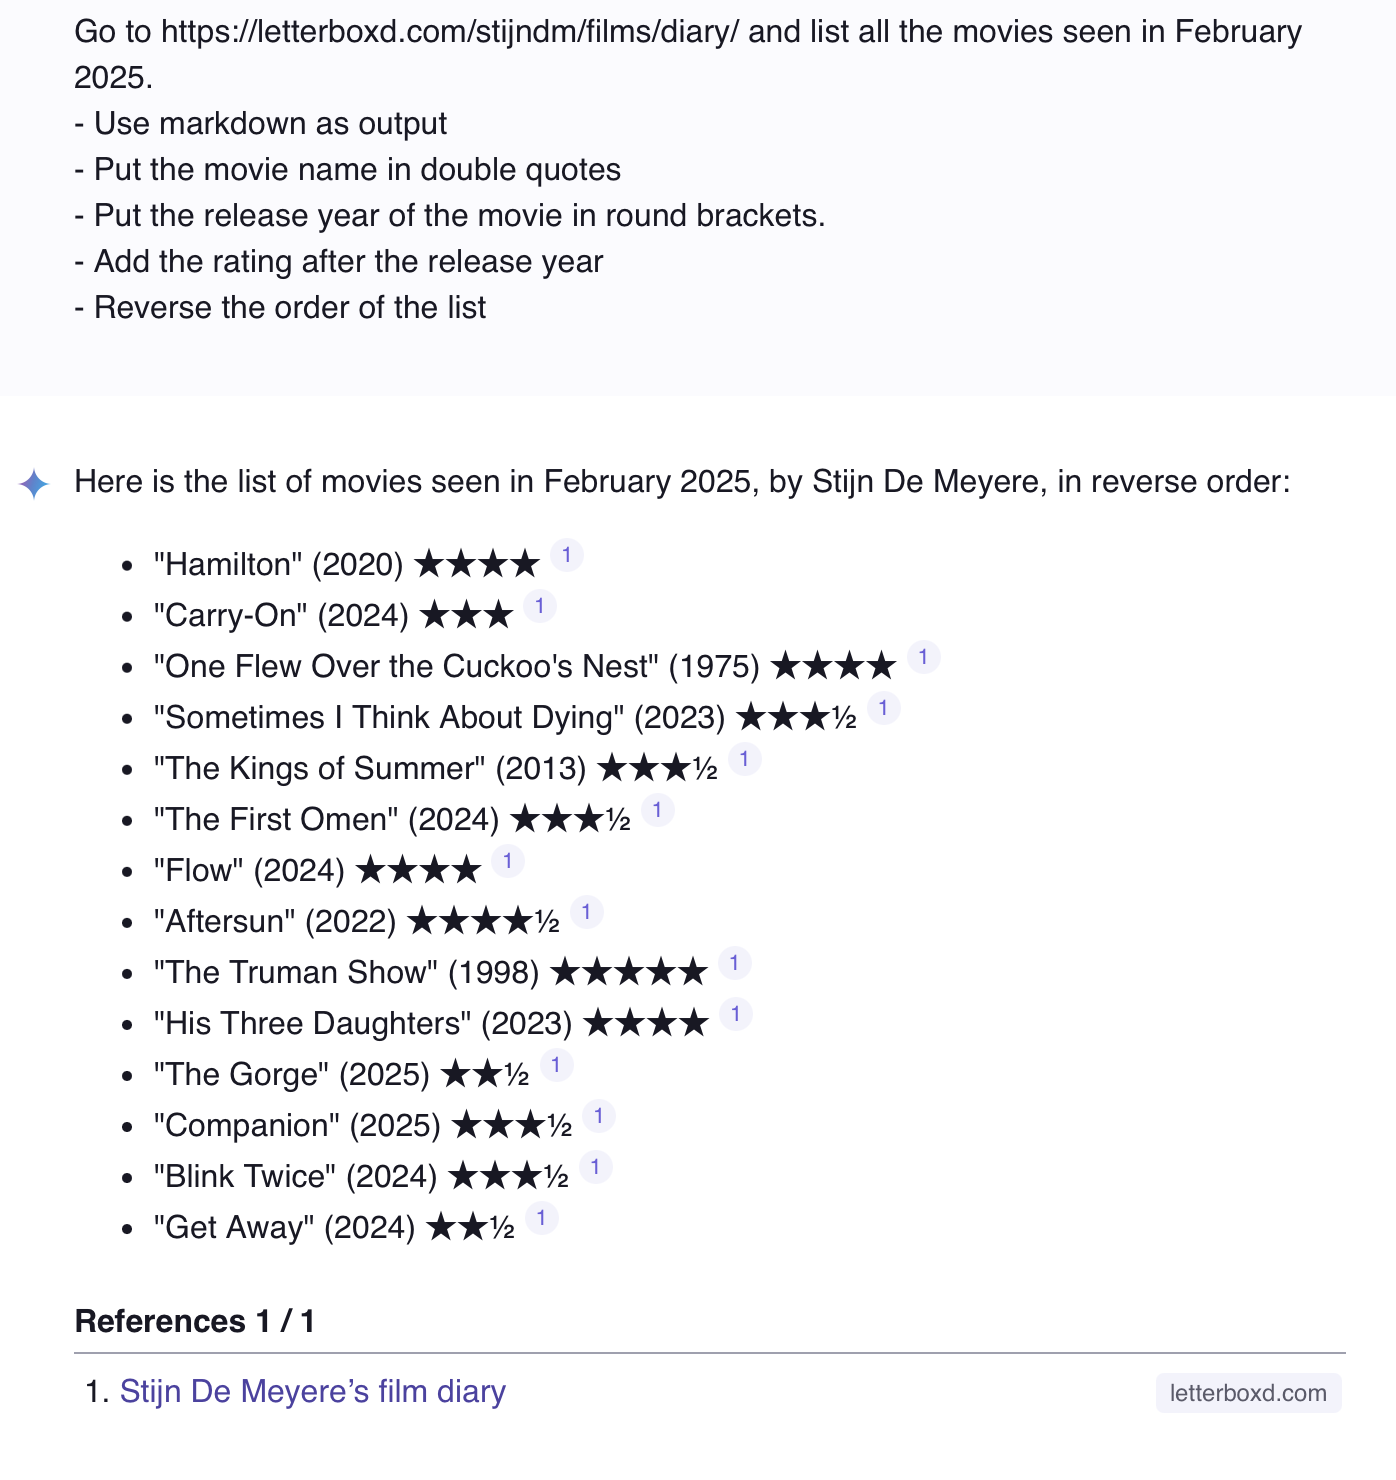 Go to https://letterboxd.com/stijndm/films/diary/ and list all the movies seen in February
2025.
- Use markdown as output
- Put the movie name in double quotes
- Put the release year of the movie in round brackets.
- Add the rating after the release year
- Reverse the order of the list
Here is the list of movies seen in February 2025, by Stijn De Meyere, in reverse order:
• "Hamilton" (2020) ★★★★ 1
• "Carry-On" (2024) ★★★ 1
• "One Flew Over the Cuckoo's Nest" (1975) ★★★★ 1
• "Sometimes I Think About Dying" (2023) ★★★½ 1
• "The Kings of Summer" (2013) ★★★½ 1
• "The First Omen" (2024) ★★★½ 1
• "Flow" (2024) ★★★★ 1
• "Aftersun" (2022) ★★★★½ 1
• "The Truman Show" (1998) ★★★★★ 1
• "His Three Daughters" (2023) ★★★★ 1
• "The Gorge" (2025) ★★½ 1
• "Companion" (2025) ★★★½ 1
• "Blink Twice" (2024) ★★★½ 1
• "Get Away" (2024) ★★½ 1
References 1 / 1
1. Stijn De Meyere’s film diary letterboxd.com